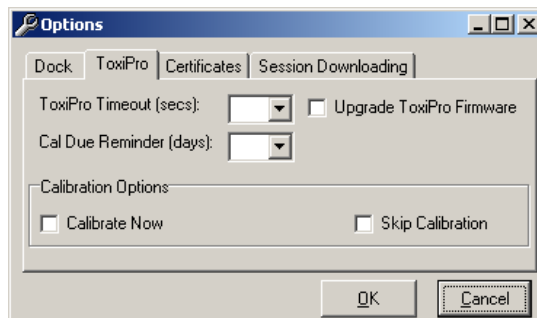 Options
Dock ToxiPro Certificates Session Downloading
ToxiPro Timeout (secs): Upgrade ToxiPro Firmware
Cal Due Reminder (days):
Calibration Options
Calibrate Now Skip Calibration
OK Cancel